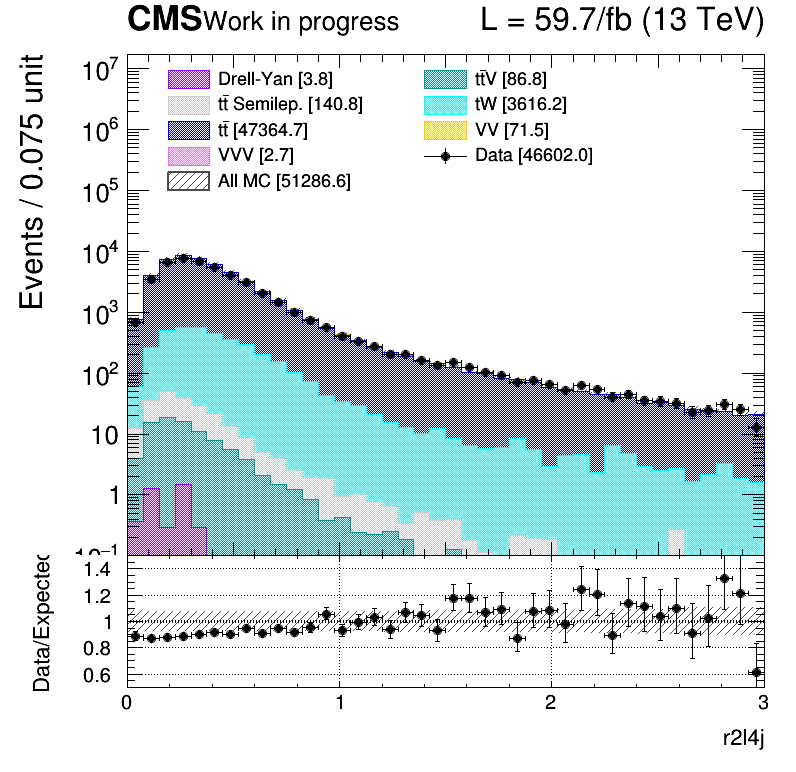 CMS Work in progress L = 59.7/fb (13 TeV)
Events / 0.075 unit
10⁷
10⁶
10⁵
10⁴
10³
10²
10
1
10⁻¹
Drell-Yan [3.8]
tt̄V [86.8]
tt̄ Semilep. [140.8]
tW [3616.2]
tt̄ [47364.7]
VV [71.5]
VVV [2.7]
Data [46602.0]
All MC [51286.6]
Data/Expected
1.4
1.2
1
0.8
0.6
0 1 2 3
r2l4j